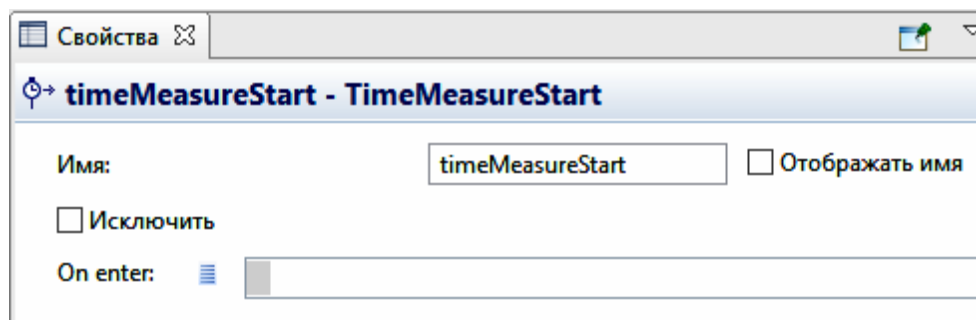 Свойства
timeMeasureStart - TimeMeasureStart
Имя: timeMeasureStart Отображать имя
Исключить
On enter: